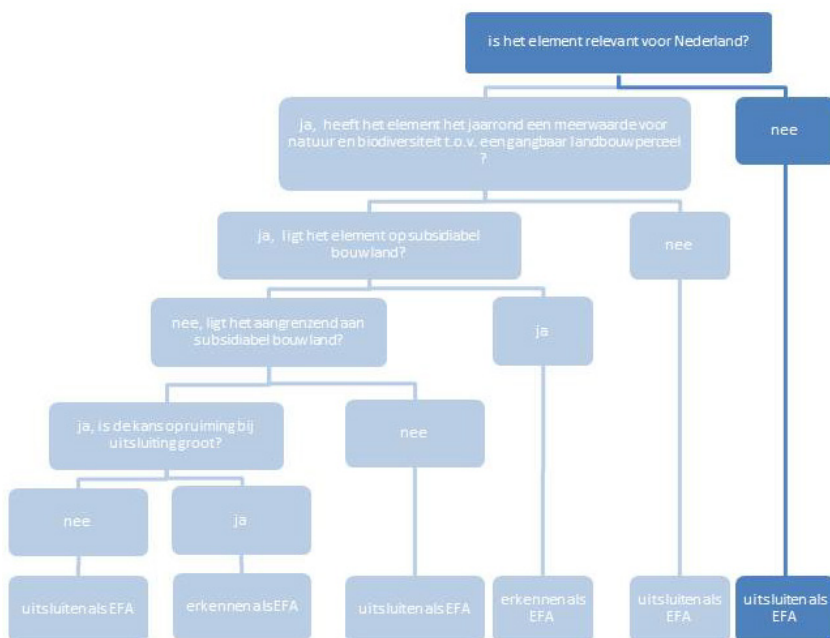 is het element relevant voor Nederland?
ja, heeft het element het jaarrond een meerwaarde voor
natuur en biodiversiteit t.o.v. een gangbaar landbouwperceel
?
nee
ja, ligt het element op subsidiabel
bouwland?
nee
nee, ligt het aangrenzend aan
subsidiabel bouwland?
ja
ja, is de kans op ruiming bij
uitsluiting groot?
nee
nee
ja
uitsluiten als EFA
erkennen als EFA
uitsluiten als EFA
erkennen als
EFA
uitsluiten als
EFA
uitsluiten als
EFA